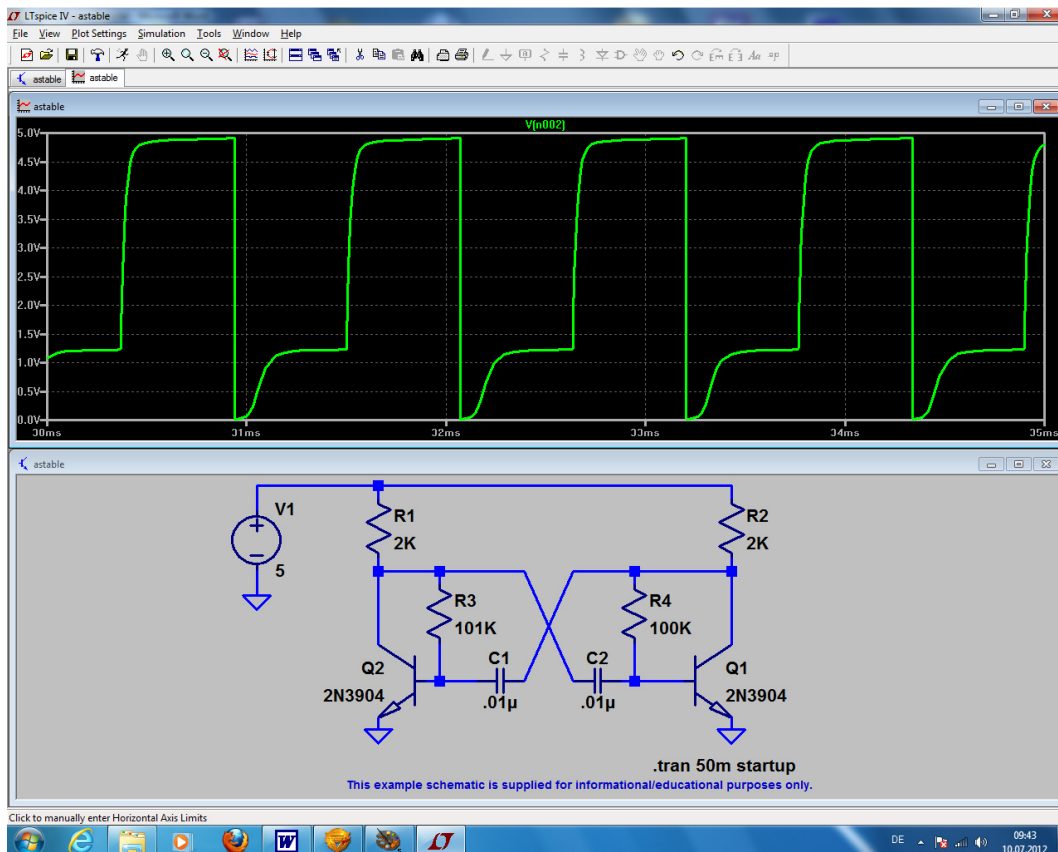 LTspice IV - astable
File View Plot Settings Simulation Tools Window Help
astable astable
astable
V(n002)
5.0V
4.5V
4.0V
3.5V
3.0V
2.5V
2.0V
1.5V
1.0V
0.5V
0.0V
30ms 31ms 32ms 33ms 34ms 35ms
astable
V1
5
R1
2K
R2
2K
R3
101K
R4
100K
C1
.01µ
C2
.01µ
Q2
2N3904
Q1
2N3904
.tran 50m startup
This example schematic is supplied for informational/educational purposes only.
Click to manually enter Horizontal Axis Limits
DE
09:43
10.07.2012